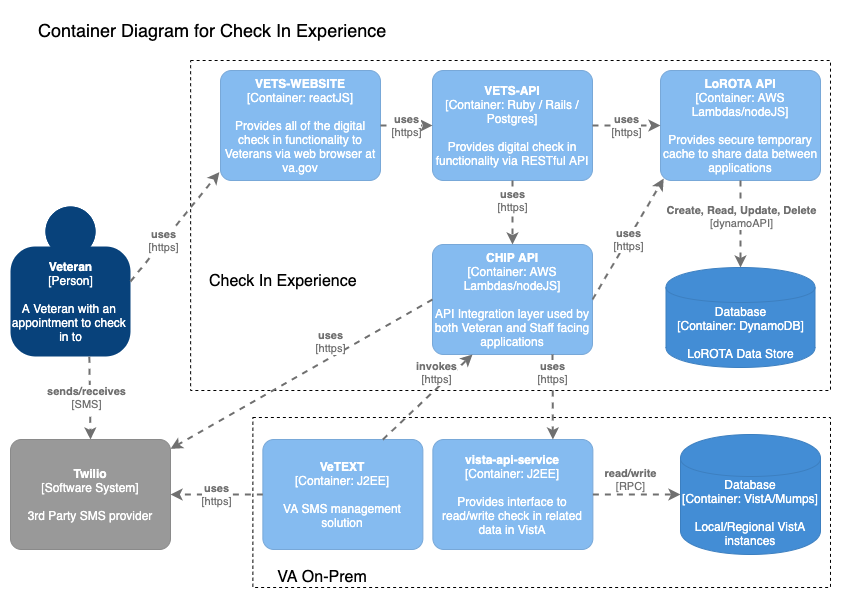 Container Diagram for Check In Experience
VETS-WEBSITE
[Container: reactJS]
Provides all of the digital
check in functionality to
Veterans via web browser at
va.gov
uses
[https]
VETS-API
[Container: Ruby / Rails /
Postgres]
Provides digital check in
functionality via RESTful API
uses
[https]
LoROTA API
[Container: AWS
Lambdas/nodeJS]
Provides secure temporary
cache to share data between
applications
uses
[https]
uses
[https]
uses
[https]
Create, Read, Update, Delete
[dynamoAPI]
Veteran
[Person]
A Veteran with an
appointment to check
in to
Check In Experience
CHIP API
[Container: AWS
Lambdas/nodeJS]
API Integration layer used by
both Veteran and Staff facing
applications
Database
[Container: DynamoDB]
LoROTA Data Store
uses
[https]
invokes
[https]
uses
[https]
sends/receives
[SMS]
Twilio
[Software System]
3rd Party SMS provider
uses
[https]
VeTEXT
[Container: J2EE]
VA SMS management
solution
vista-api-service
[Container: J2EE]
Provides interface to
read/write check in related
data in VistA
read/write
[RPC]
Database
[Container: VistA/Mumps]
Local/Regional VistA
instances
VA On-Prem